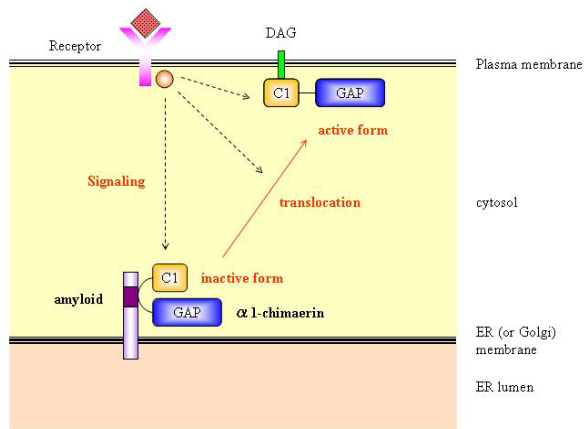 DAG
Receptor
Plasma membrane
C1
GAP
active form
Signaling
translocation
cytosol
C1
inactive form
amyloid
GAP
α1-chimaerin
ER (or Golgi)
membrane
ER lumen